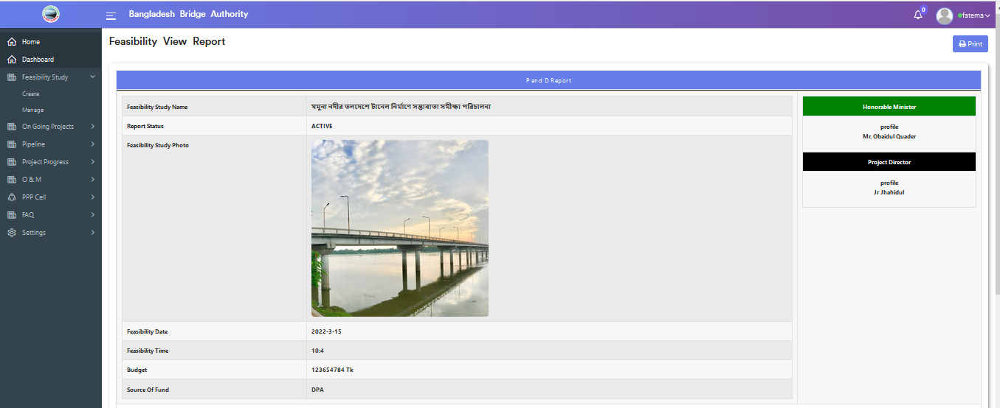 Bangladesh Bridge Authority
0
fatema
Home
Dashboard
Feasibility Study
Create
Manage
On Going Projects
Pipeline
Project Progress
O & M
PPP Cell
FAQ
Settings
Feasibility View Report
Print
P and D Report
Feasibility Study Name
যমুনা নদীর তলদেশে টানেল নির্মাণে সম্ভাব্যতা সমীক্ষা পরিচালনা
Report Status
ACTIVE
Feasibility Study Photo
Feasibility Date
2022-3-15
Feasibility Time
10:4
Budget
123654784 Tk
Source Of Fund
DPA
Honorable Minister
profile
Mr. Obaidul Quader
Project Director
profile
Jr Jhahidul